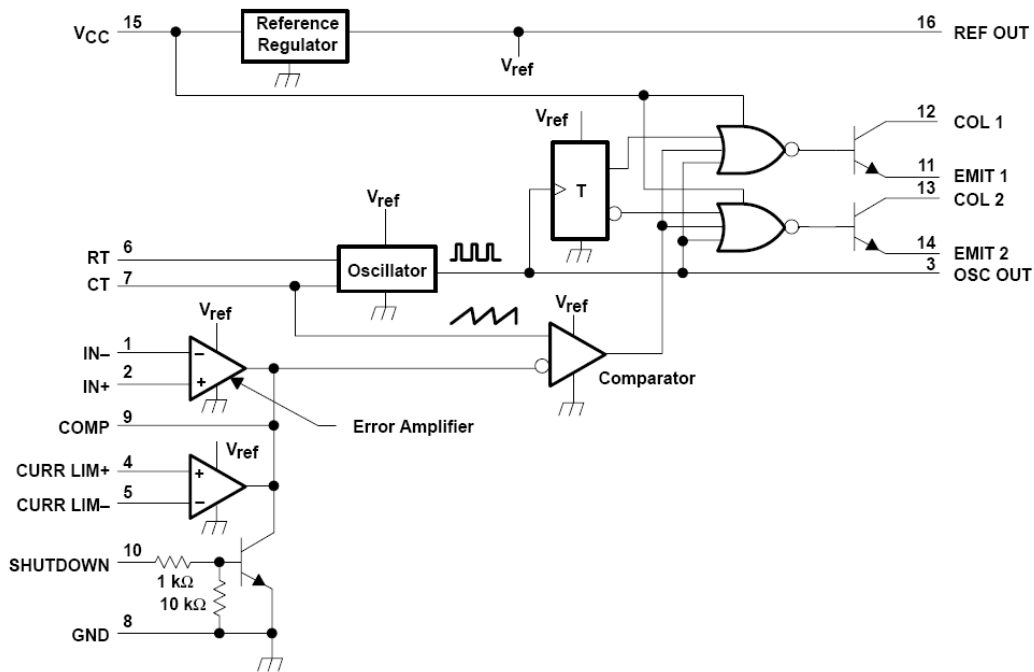 VCC 15
Reference
Regulator
16 REF OUT
Vref
Vref
12 COL 1
11 EMIT 1
13 COL 2
T
14 EMIT 2
3 OSC OUT
Vref
RT 6
Oscillator
CT 7
Vref
Vref
IN– 1
–
IN+ 2
+
Comparator
COMP 9
Error Amplifier
Vref
CURR LIM+ 4
+
CURR LIM– 5
–
SHUTDOWN 10
1 kΩ
10 kΩ
GND 8